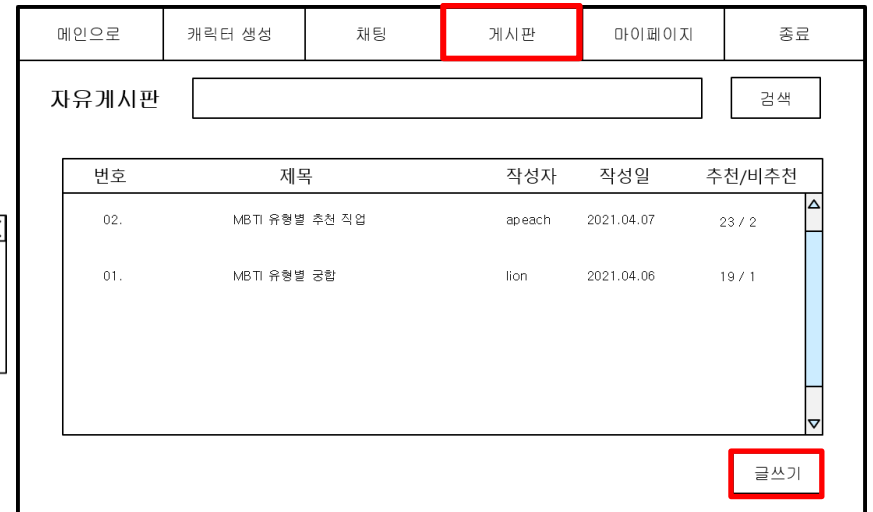 메인으로 캐릭터 생성 채팅 게시판 마이페이지 종료
자유게시판 검색
번호 제목 작성자 작성일 추천/비추천
02. MBTI 유형별 추천 직업 apeach 2021.04.07 23 / 2
01. MBTI 유형별 궁합 lion 2021.04.06 19 / 1
글쓰기